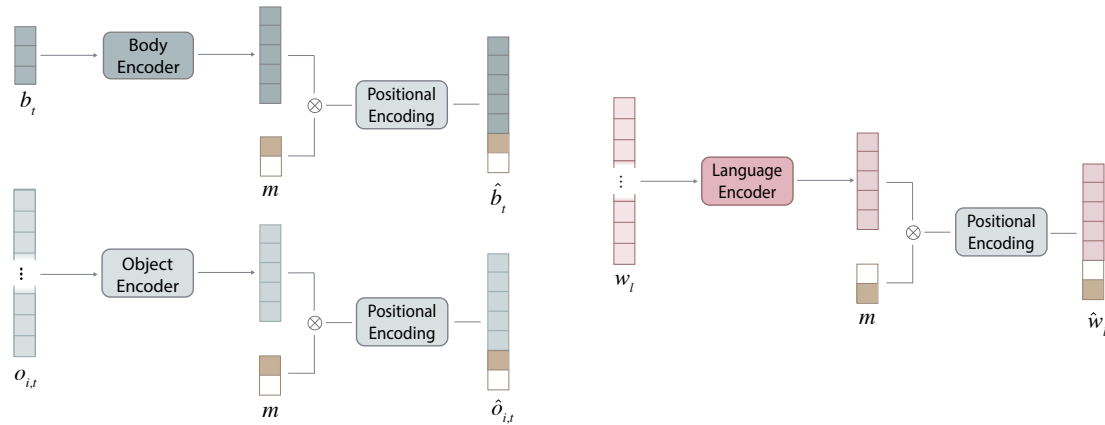 Body
Encoder
b_t
Positional
Encoding
m
b̂_t
Object
Encoder
⋮
o_{i,t}
Positional
Encoding
m
ô_{i,t}
Language
Encoder
⋮
w_l
Positional
Encoding
m
ŵ_l